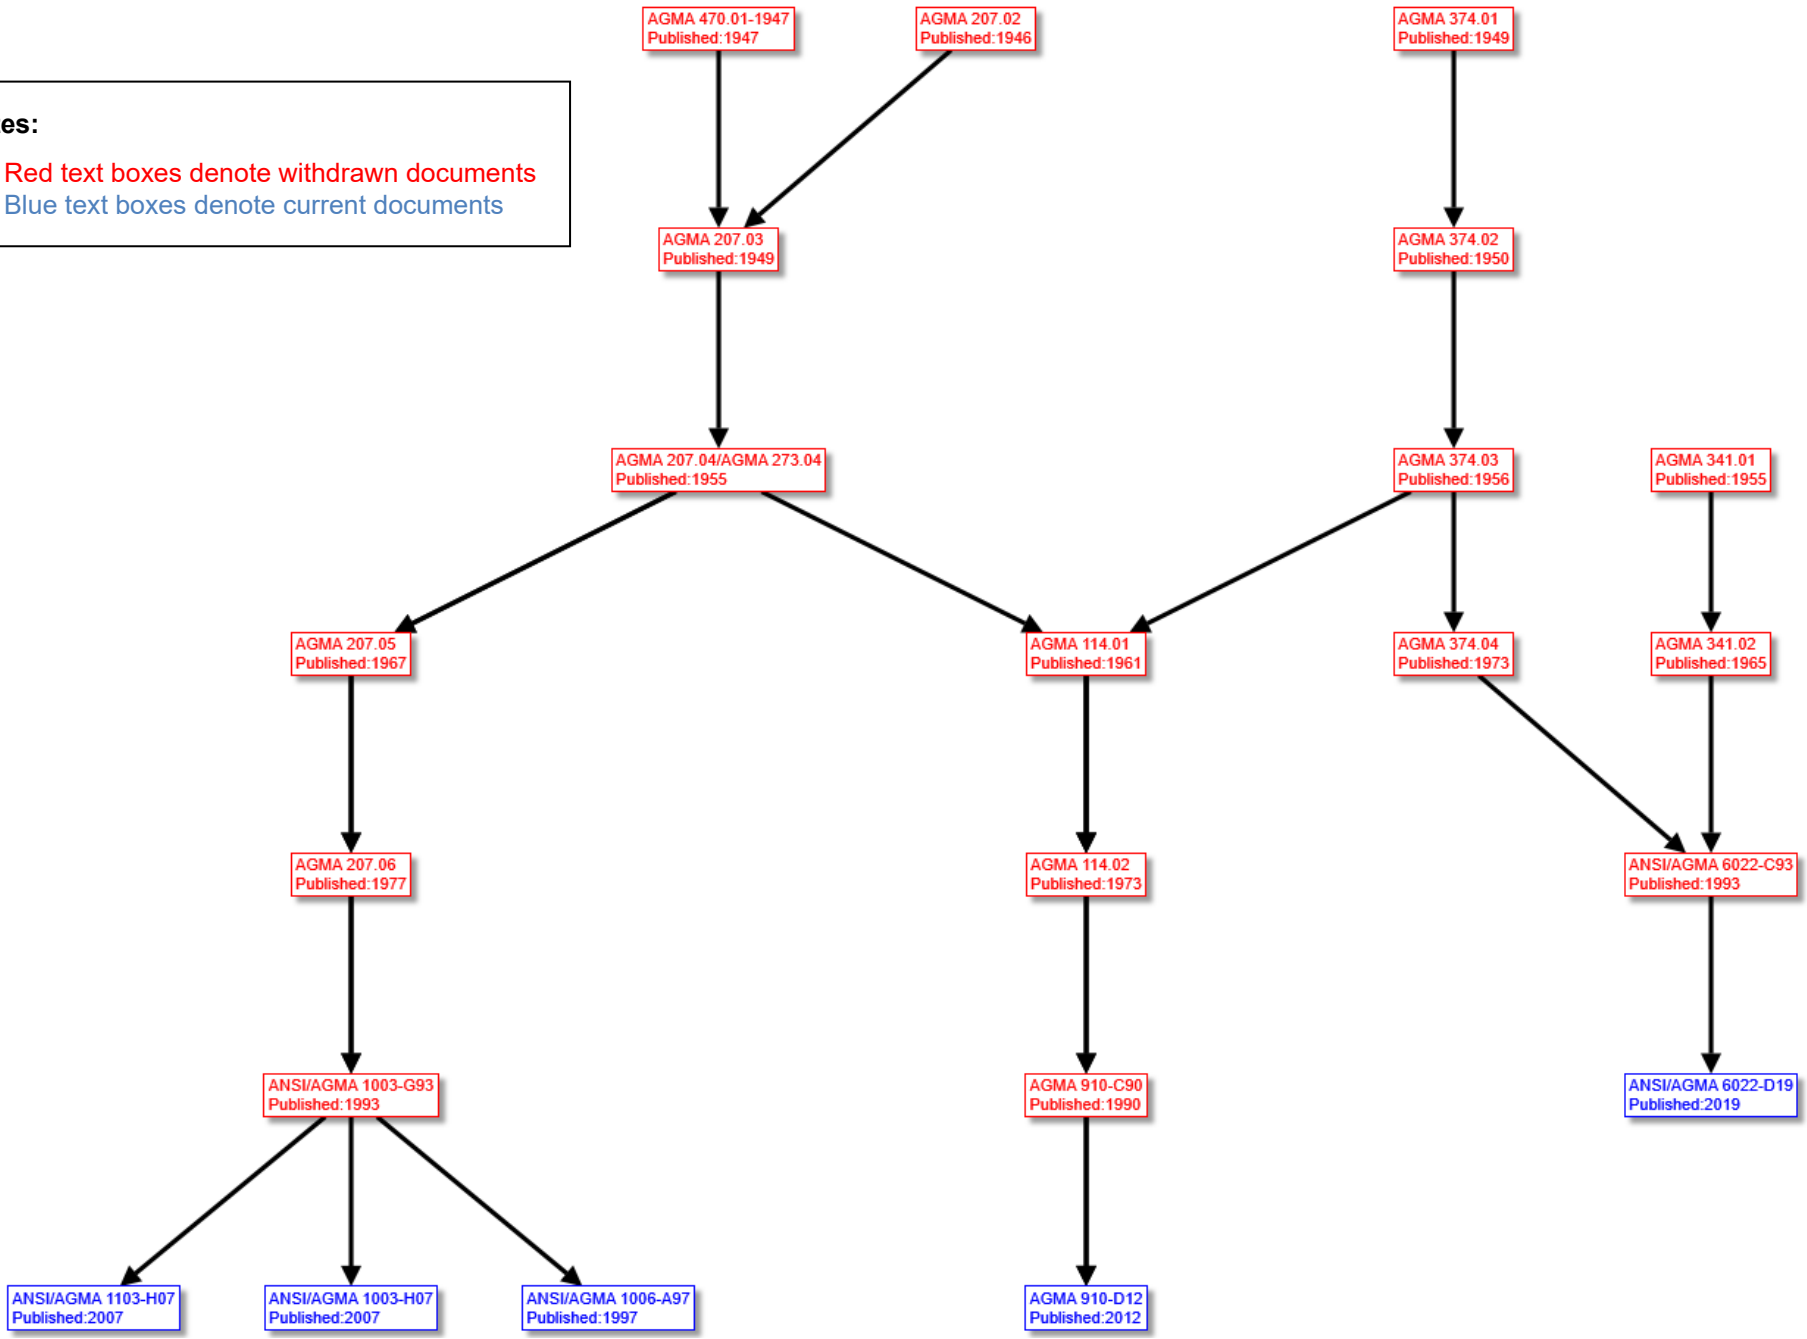 AGMA 470.01-1947
Published:1947
AGMA 207.02
Published:1946
AGMA 374.01
Published:1949
tes:
Red text boxes denote withdrawn documents
Blue text boxes denote current documents
AGMA 207.03
Published:1949
AGMA 374.02
Published:1950
AGMA 207.04/AGMA 273.04
Published:1955
AGMA 374.03
Published:1956
AGMA 341.01
Published:1955
AGMA 207.05
Published:1967
AGMA 114.01
Published:1961
AGMA 374.04
Published:1973
AGMA 341.02
Published:1965
AGMA 207.06
Published:1977
AGMA 114.02
Published:1973
ANSI/AGMA 6022-C93
Published:1993
ANSI/AGMA 1003-G93
Published:1993
AGMA 910-C90
Published:1990
ANSI/AGMA 6022-D19
Published:2019
ANSI/AGMA 1103-H07
Published:2007
ANSI/AGMA 1003-H07
Published:2007
ANSI/AGMA 1006-A97
Published:1997
AGMA 910-D12
Published:2012